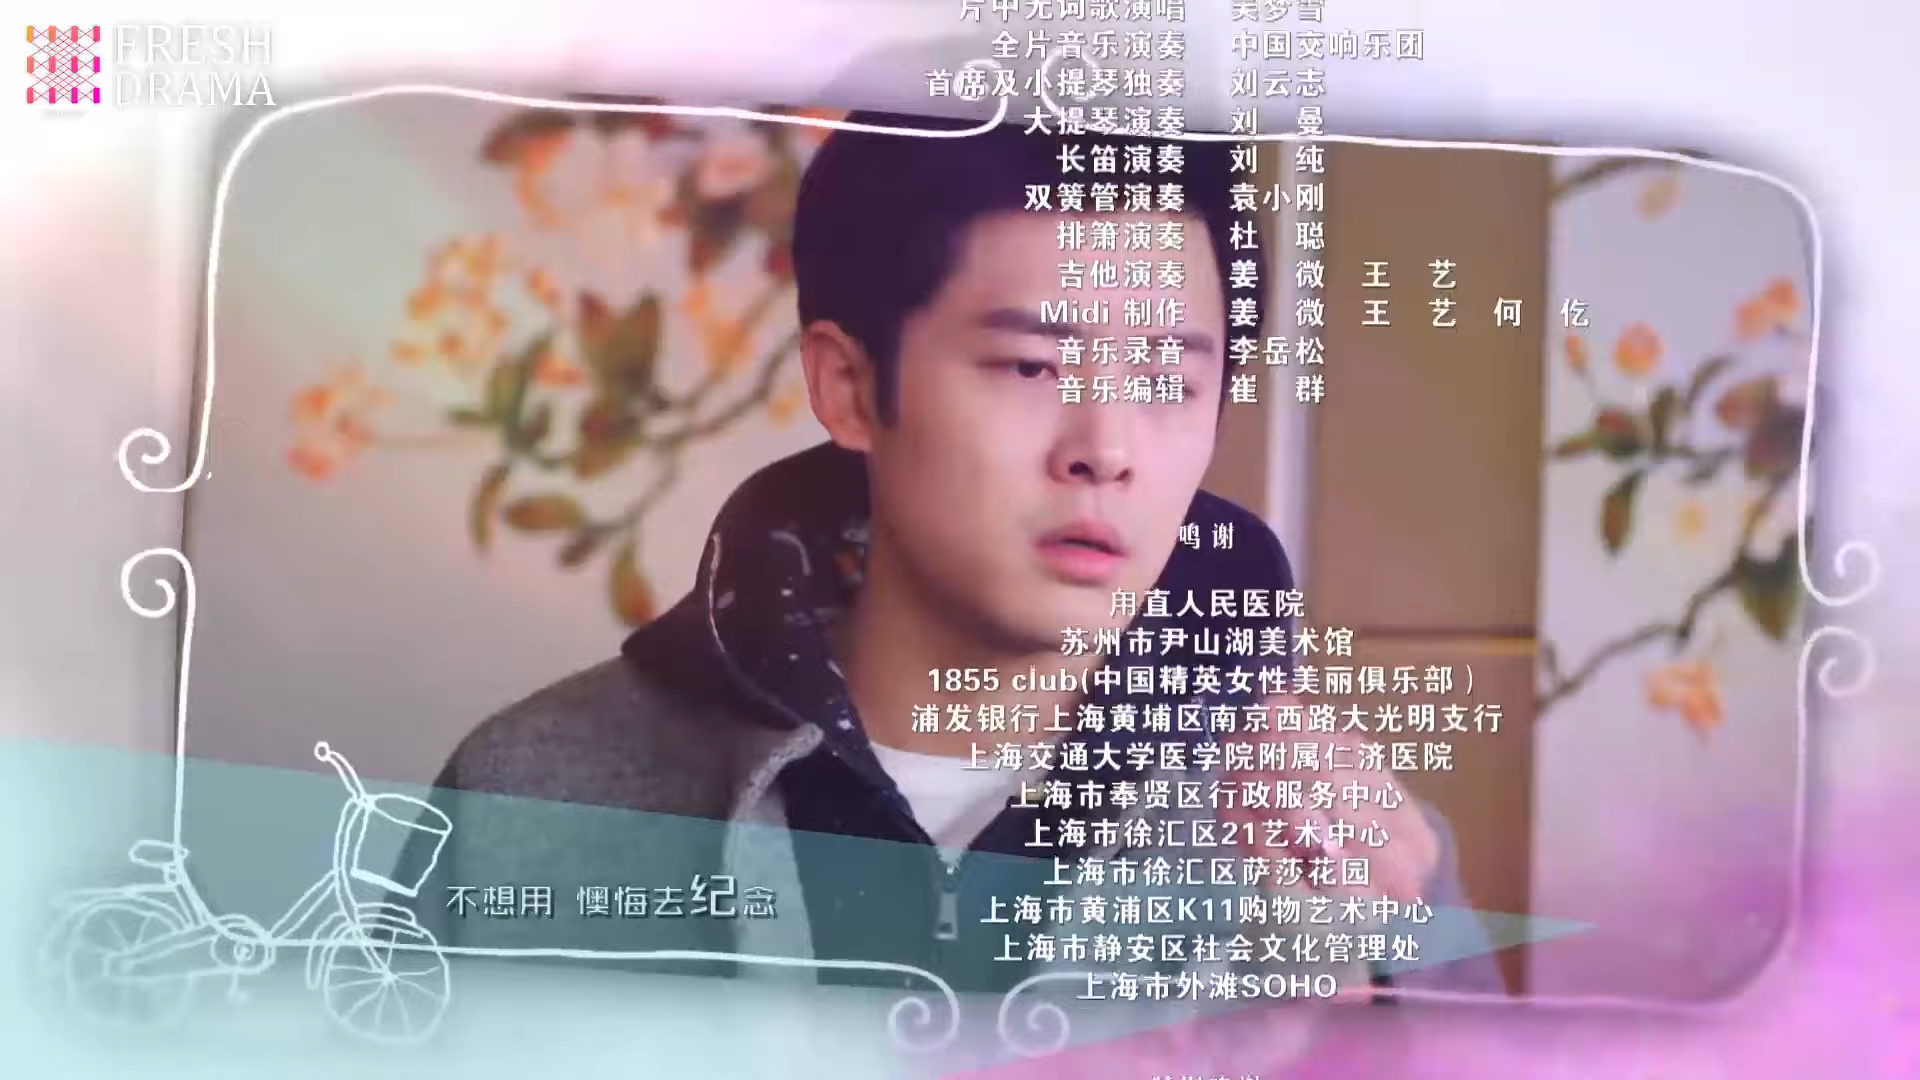 FRESH
DRAMA
片中无词歌演唱 吴梦雪
全片音乐演奏 中国交响乐团
首席及小提琴独奏 刘云志
大提琴演奏 刘 曼
长笛演奏 刘 纯
双簧管演奏 袁小刚
排箫演奏 杜 聪
吉他演奏 姜 微 王 艺
Midi 制作 姜 微 王 艺 何 仡
音乐录音 李岳松
音乐编辑 崔 群
鸣谢
甪直人民医院
苏州市尹山湖美术馆
1855 club(中国精英女性美丽俱乐部）
浦发银行上海黄埔区南京西路大光明支行
上海交通大学医学院附属仁济医院
上海市奉贤区行政服务中心
上海市徐汇区21艺术中心
上海市徐汇区萨莎花园
上海市黄浦区K11购物艺术中心
上海市静安区社会文化管理处
上海市外滩SOHO
不想用 懊悔去纪念